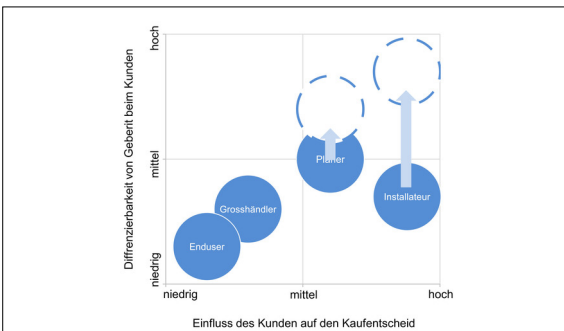 Diffrenzierbarkeit von Geberit beim Kunden
hoch
mittel
niedrig
Planer
Installateur
Grosshändler
Enduser
niedrig mittel hoch
Einfluss des Kunden auf den Kaufentscheid